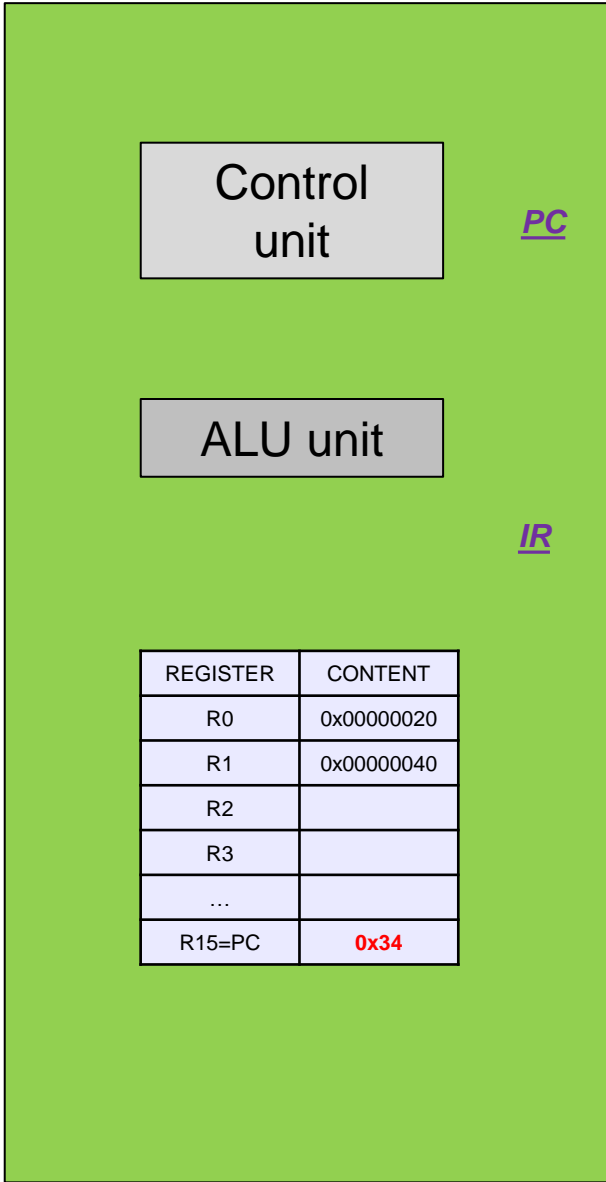 Control
unit
PC
ALU unit
IR
REGISTER CONTENT
R0 0x00000020
R1 0x00000040
R2
R3
…
R15=PC 0x34